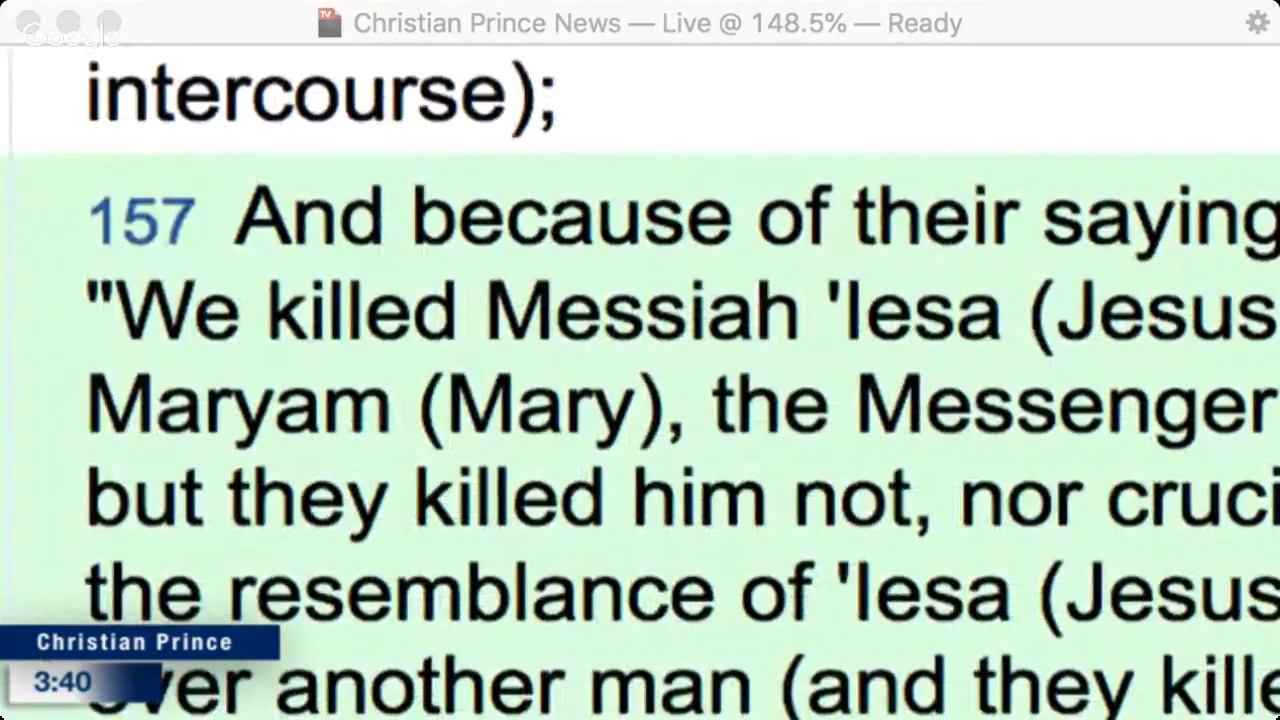 Christian Prince News — Live @ 148.5% — Ready
Google
TV
intercourse);
157 And because of their saying
"We killed Messiah 'Iesa (Jesus
Maryam (Mary), the Messenger
but they killed him not, nor cruci
the resemblance of 'Iesa (Jesus
over another man (and they kille
Christian Prince
3:40